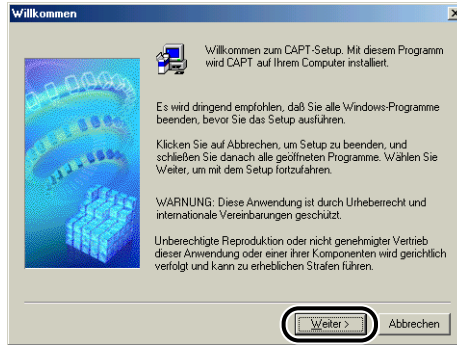 Willkommen
Willkommen zum CAPT-Setup. Mit diesem Programm
wird CAPT auf Ihrem Computer installiert.
Es wird dringend empfohlen, daß Sie alle Windows-Programme
beenden, bevor Sie das Setup ausführen.
Klicken Sie auf Abbrechen, um Setup zu beenden, und
schließen Sie danach alle geöffneten Programme. Wählen Sie
Weiter, um mit dem Setup fortzufahren.
WARNUNG: Diese Anwendung ist durch Urheberrecht und
internationale Vereinbarungen geschützt.
Unberechtigte Reproduktion oder nicht genehmigter Vertrieb
dieser Anwendung oder einer ihrer Komponenten wird gerichtlich
verfolgt und kann zu erheblichen Strafen führen.
Weiter >
Abbrechen